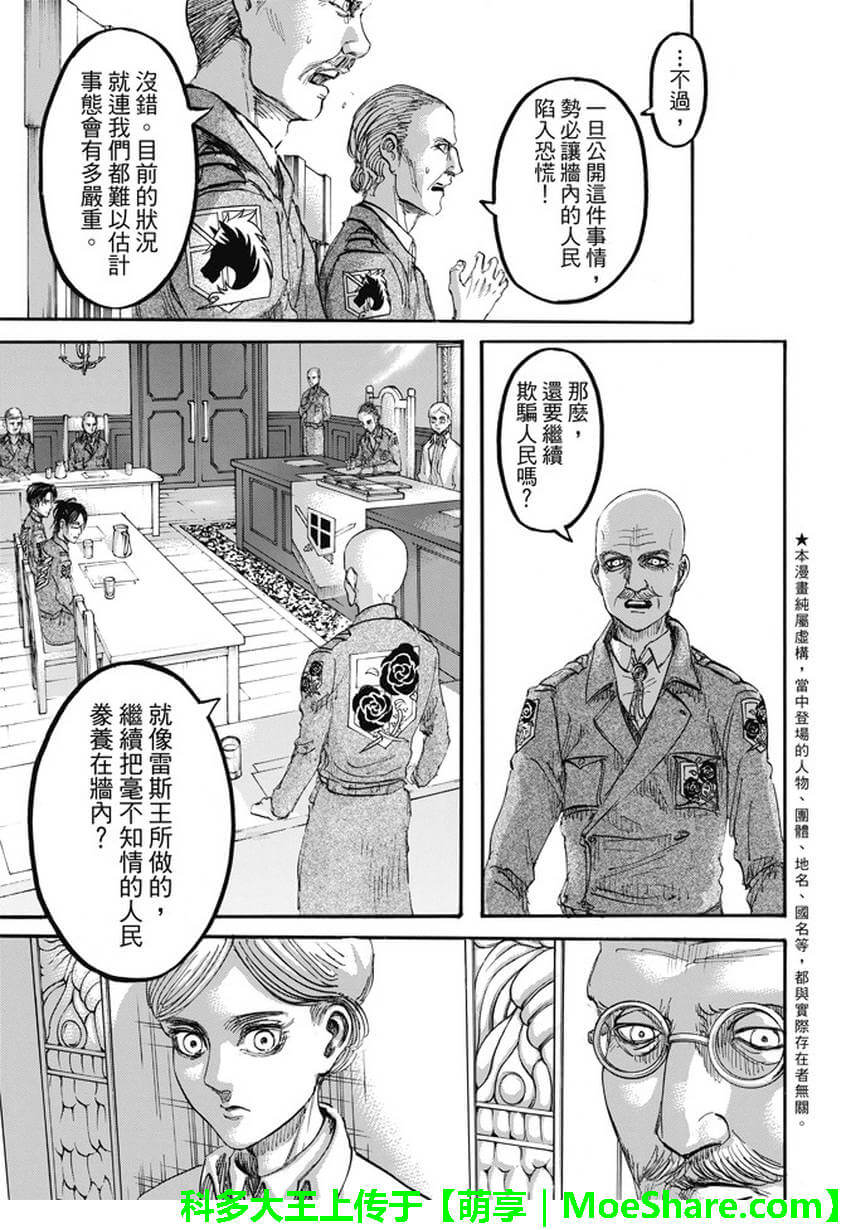 …不過，
一旦公開這件事情，
勢必讓牆內的人民
陷入恐慌！
沒錯。目前的狀況
就連我們都難以估計
事態會有多嚴重。
那麼，
還要繼續
欺騙人民嗎？
就像雷斯王所做的，
繼續把毫不知情的人民
豢養在牆內？
★本漫畫純屬虛構，當中登場的人物、團體、地名、國名等，都與實際存在者無關。
科多大王上传于【萌享｜MoeShare.com】